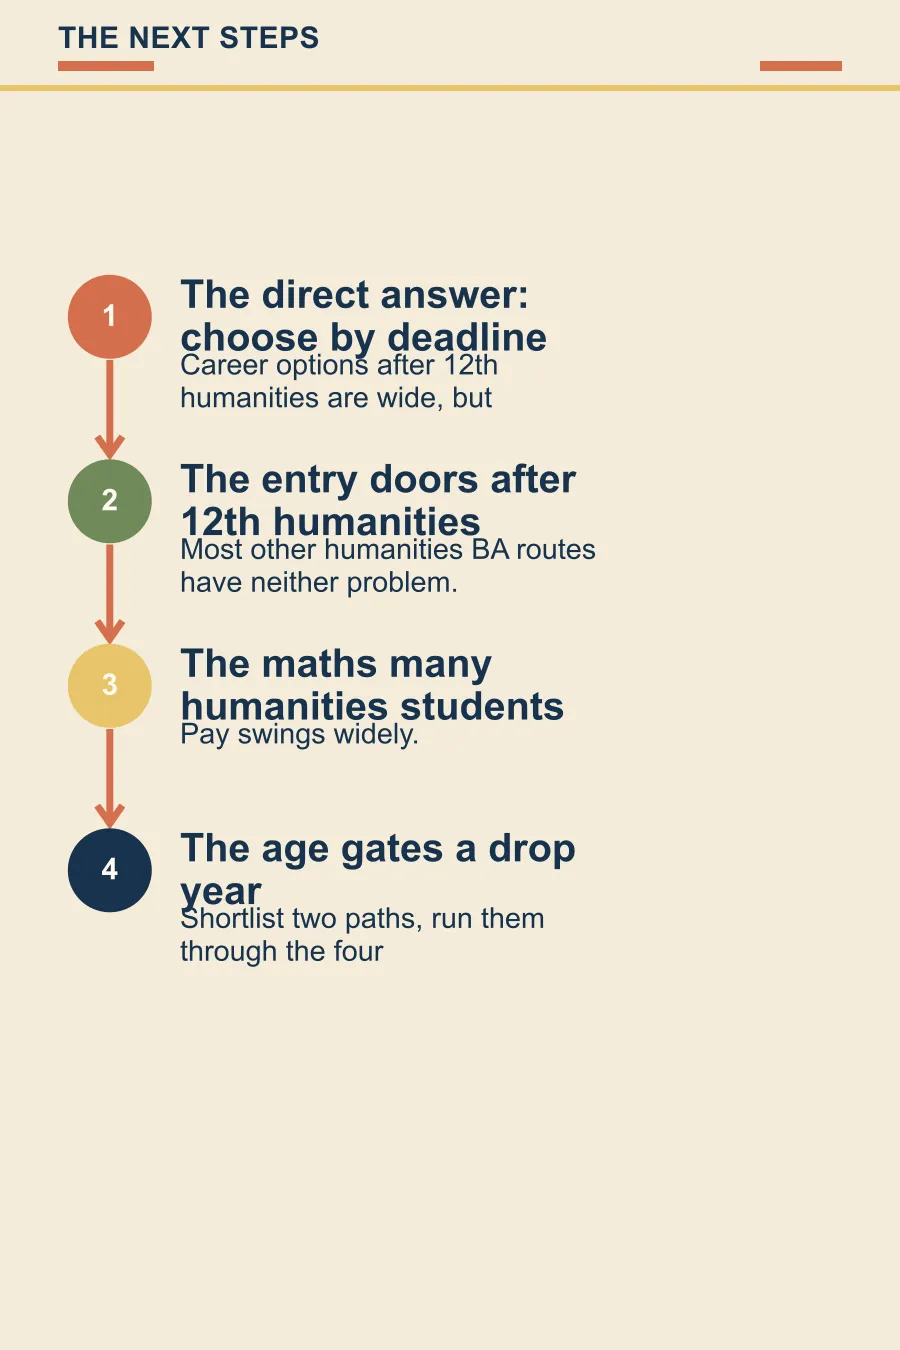 THE NEXT STEPS
1
The direct answer:
choose by deadline
Career options after 12th
humanities are wide, but
2
The entry doors after
12th humanities
Most other humanities BA routes
have neither problem.
3
The maths many
humanities students
Pay swings widely.
4
The age gates a drop
year
Shortlist two paths, run them
through the four